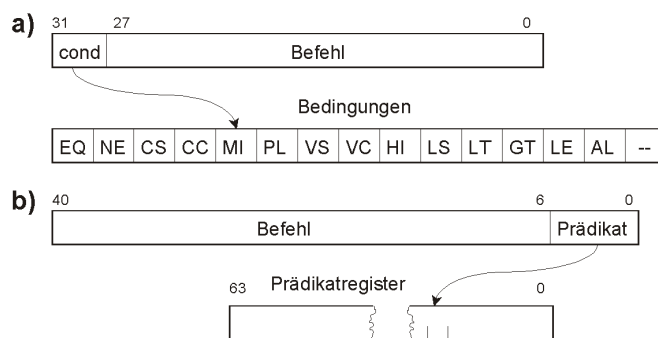 a)
31 27 0
cond Befehl
Bedingungen
EQ NE CS CC MI PL VS VC HI LS LT GT LE AL --
b)
40 6 0
Befehl Prädikat
Prädikatregister
63 0